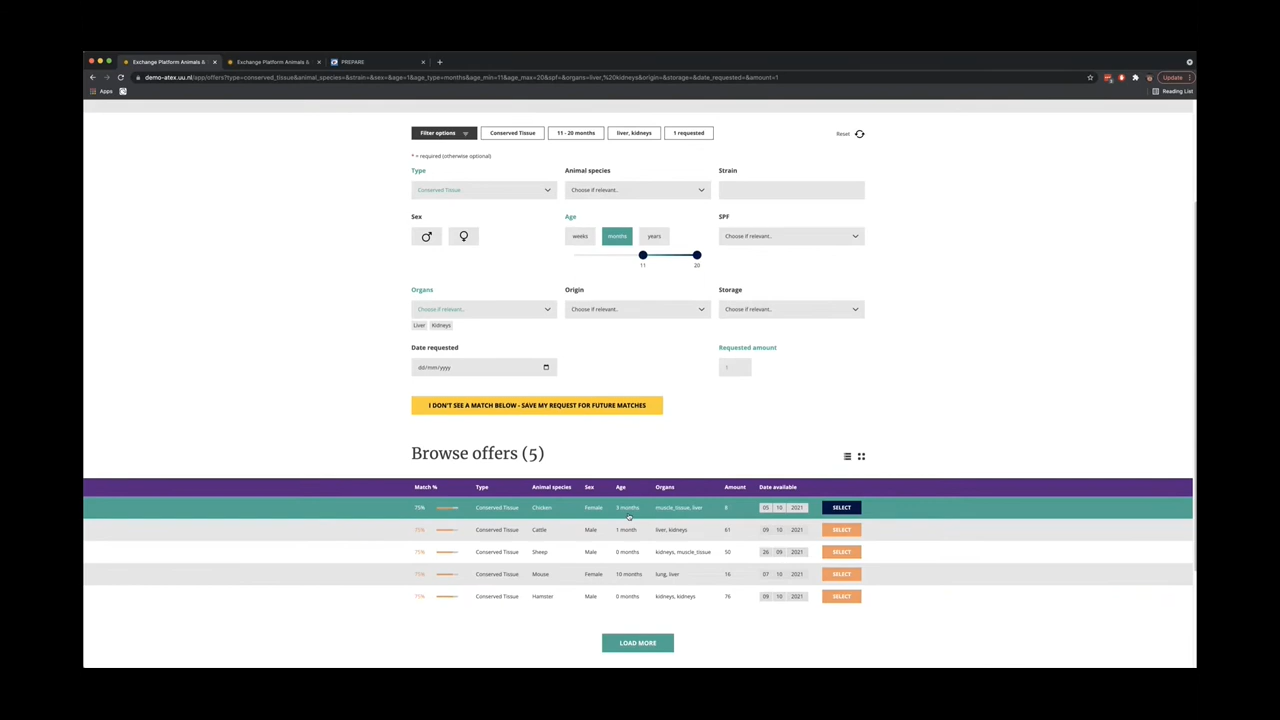 Exchange Platform Animals &
Exchange Platform Animals &
PREPARE
demo-atex.uu.nl/app/offers?type=conserved_tissue&animal_species=&strain=&sex=&age=1&age_type=months&age_min=11&age_max=20&spf=&organs=liver,%20kidneys&origin=&storage=&date_requested=&amount=1
Update
Apps
Reading List
Filter options
Conserved Tissue
11 - 20 months
liver, kidneys
1 requested
Reset
* = required (otherwise optional)
Type
Animal species
Strain
Conserved Tissue
Choose if relevant..
Sex
Age
SPF
weeks
months
years
Choose if relevant..
11
20
Organs
Origin
Storage
Choose if relevant..
Choose if relevant..
Choose if relevant..
Liver
Kidneys
Date requested
Requested amount
dd/mm/yyyy
1
I DON'T SEE A MATCH BELOW - SAVE MY REQUEST FOR FUTURE MATCHES
Browse offers (5)
Match % Type Animal species Sex Age Organs Amount Date available
75% Conserved Tissue Chicken Female 3 months muscle_tissue, liver 8 05 10 2021 SELECT
75% Conserved Tissue Cattle Male 1 month liver, kidneys 61 09 10 2021 SELECT
75% Conserved Tissue Sheep Male 0 months kidneys, muscle_tissue 50 26 09 2021 SELECT
75% Conserved Tissue Mouse Female 10 months lung, liver 16 07 10 2021 SELECT
75% Conserved Tissue Hamster Male 0 months kidneys, kidneys 76 09 10 2021 SELECT
LOAD MORE